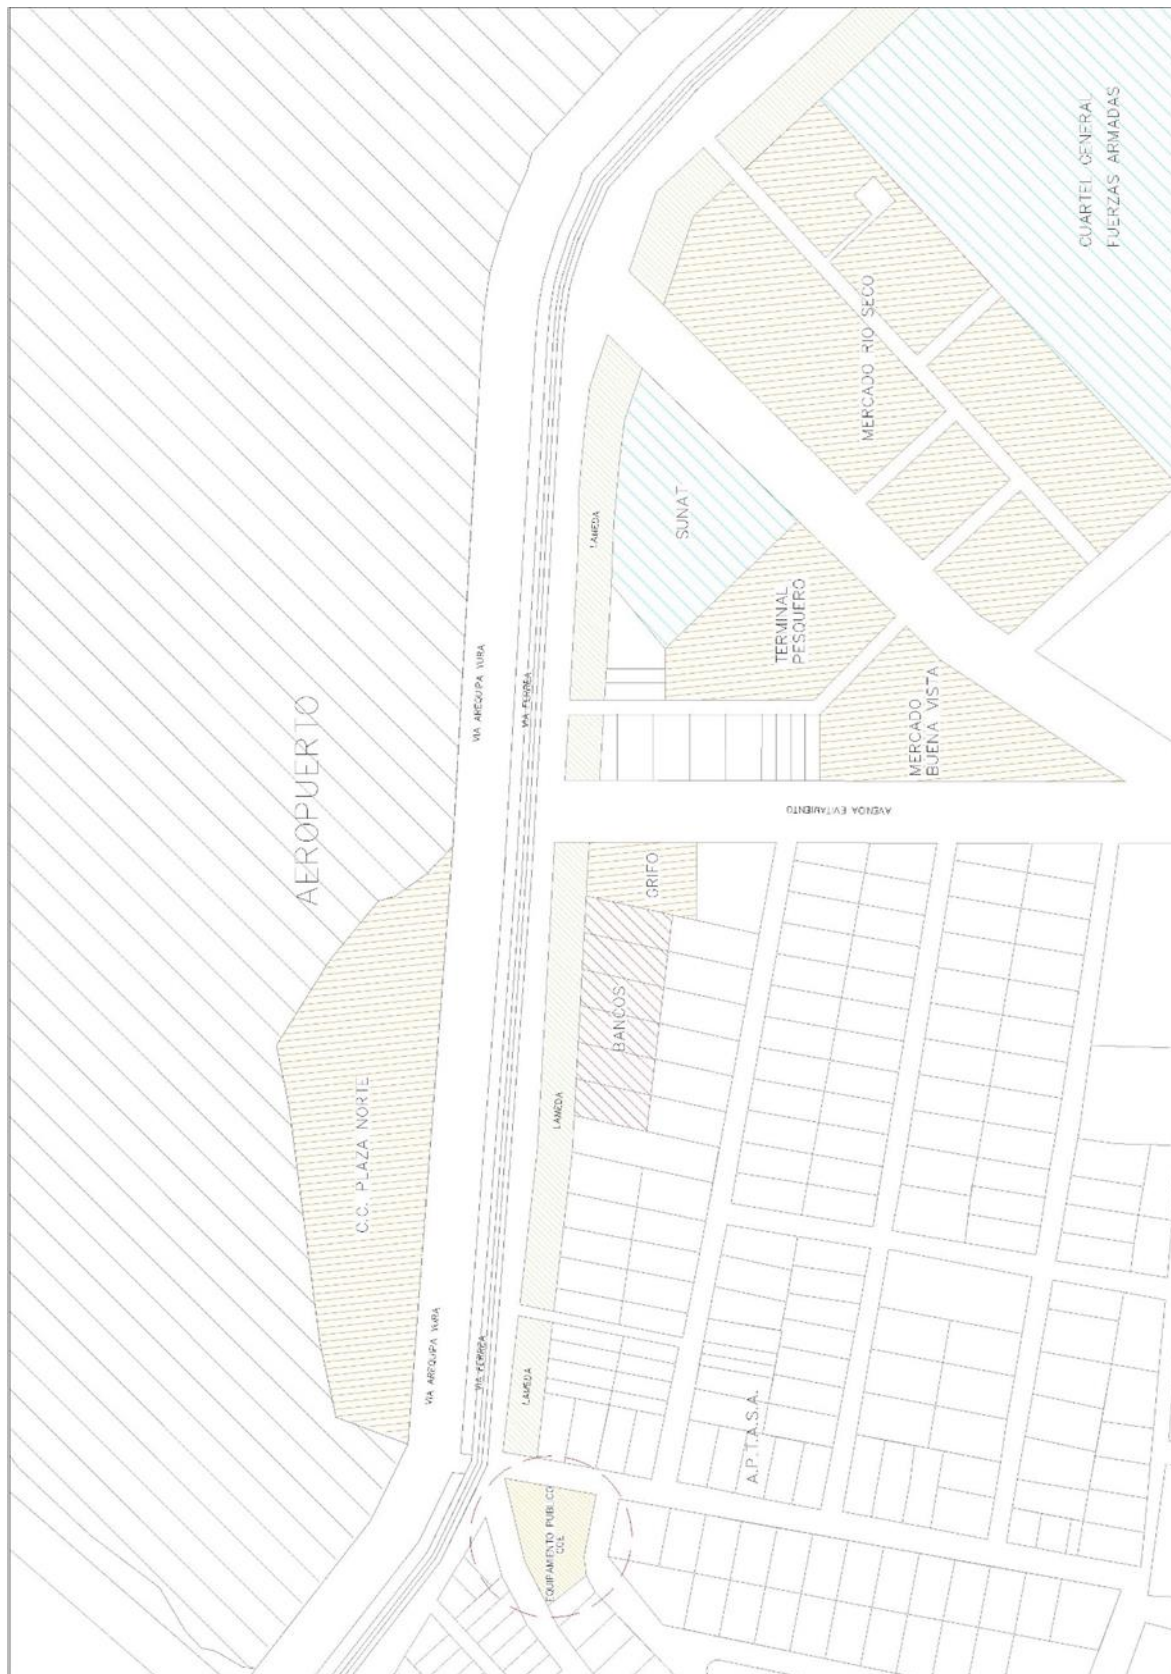 CUARTEL GENERAL
FUERZAS ARMADAS
MERCADO RIO SECO
SUNAT
LAMEDA
TERMINAL
PESQUERO
VIA AREQUIPA YURA
VIA FERREA
MERCADO
BUENA VISTA
AEROPUERTO
AVENIDA EVITAMIENTO
GRIFO
BANCOS
LAMEDA
C.C. PLAZA NORTE
VIA AREQUIPA YURA
VIA FERREA
LAMEDA
A.P.T.A.S.A.
EQUIPAMIENTO PUBLICO
CCE